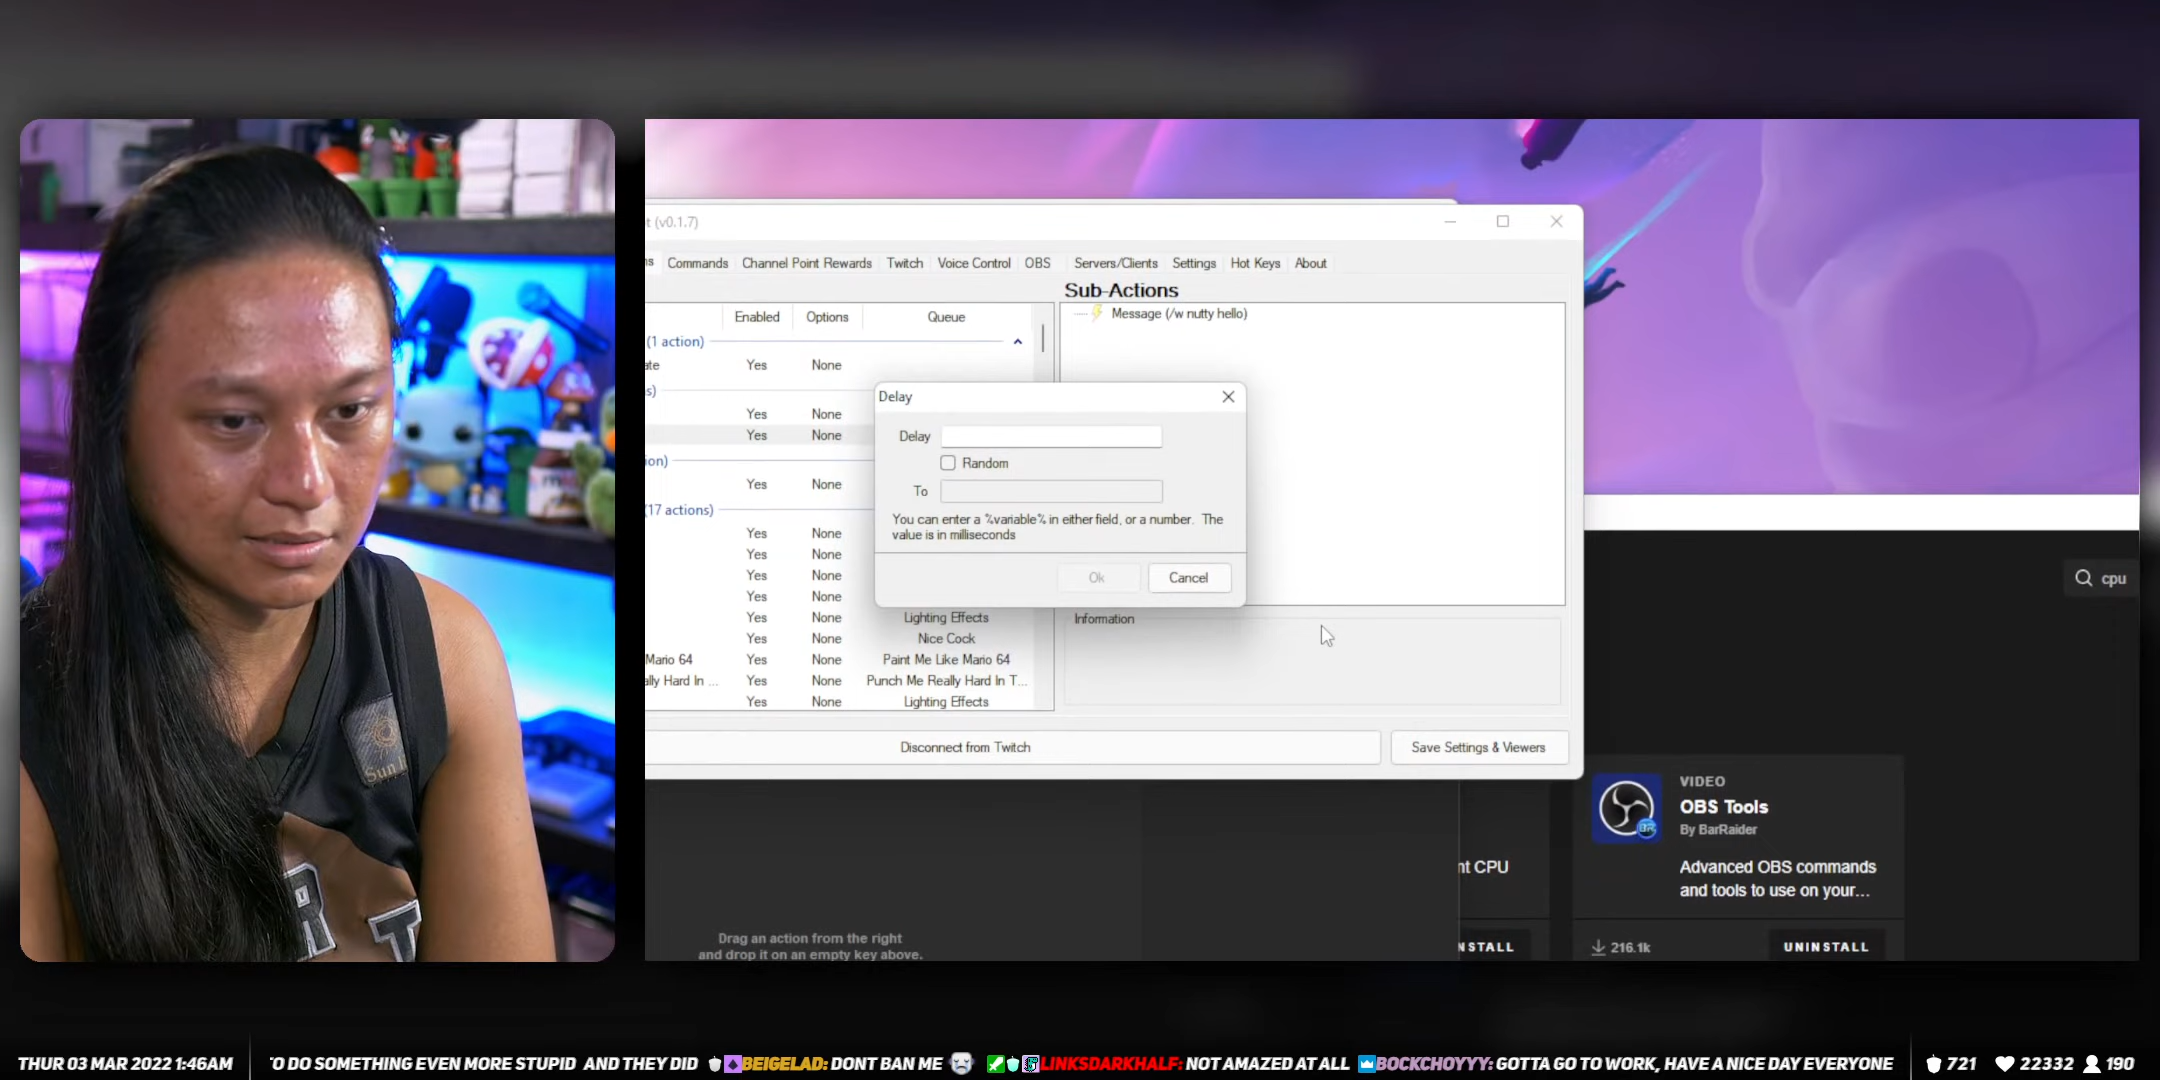 t (v0.1.7)
ns Commands Channel Point Rewards Twitch Voice Control OBS Servers/Clients Settings Hot Keys About
Sub-Actions
Message (/w nutty hello)
Enabled Options Queue
(1 action)
ate Yes None
s)
Yes None
Yes None
ion)
Yes None
(17 actions)
Yes None
Yes None
Yes None
Yes None
Yes None Lighting Effects
Yes None Nice Cock
Mario 64 Yes None Paint Me Like Mario 64
ally Hard In ... Yes None Punch Me Really Hard In T...
Yes None Lighting Effects
Delay
Delay
Random
To
You can enter a %variable% in either field, or a number. The
value is in milliseconds
Ok Cancel
Information
Disconnect from Twitch
Save Settings & Viewers
cpu
VIDEO
OBS Tools
By BarRaider
Advanced OBS commands
and tools to use on your...
nt CPU
NSTALL
216.1k
UNINSTALL
Drag an action from the right
and drop it on an empty key above.
Sun
R T
THUR 03 MAR 2022 1:46AM
'O DO SOMETHING EVEN MORE STUPID AND THEY DID BEIGELAD: DONT BAN ME LINKSDARKHALF: NOT AMAZED AT ALL BOCKCHOYYY: GOTTA GO TO WORK, HAVE A NICE DAY EVERYONE
721 22332 190